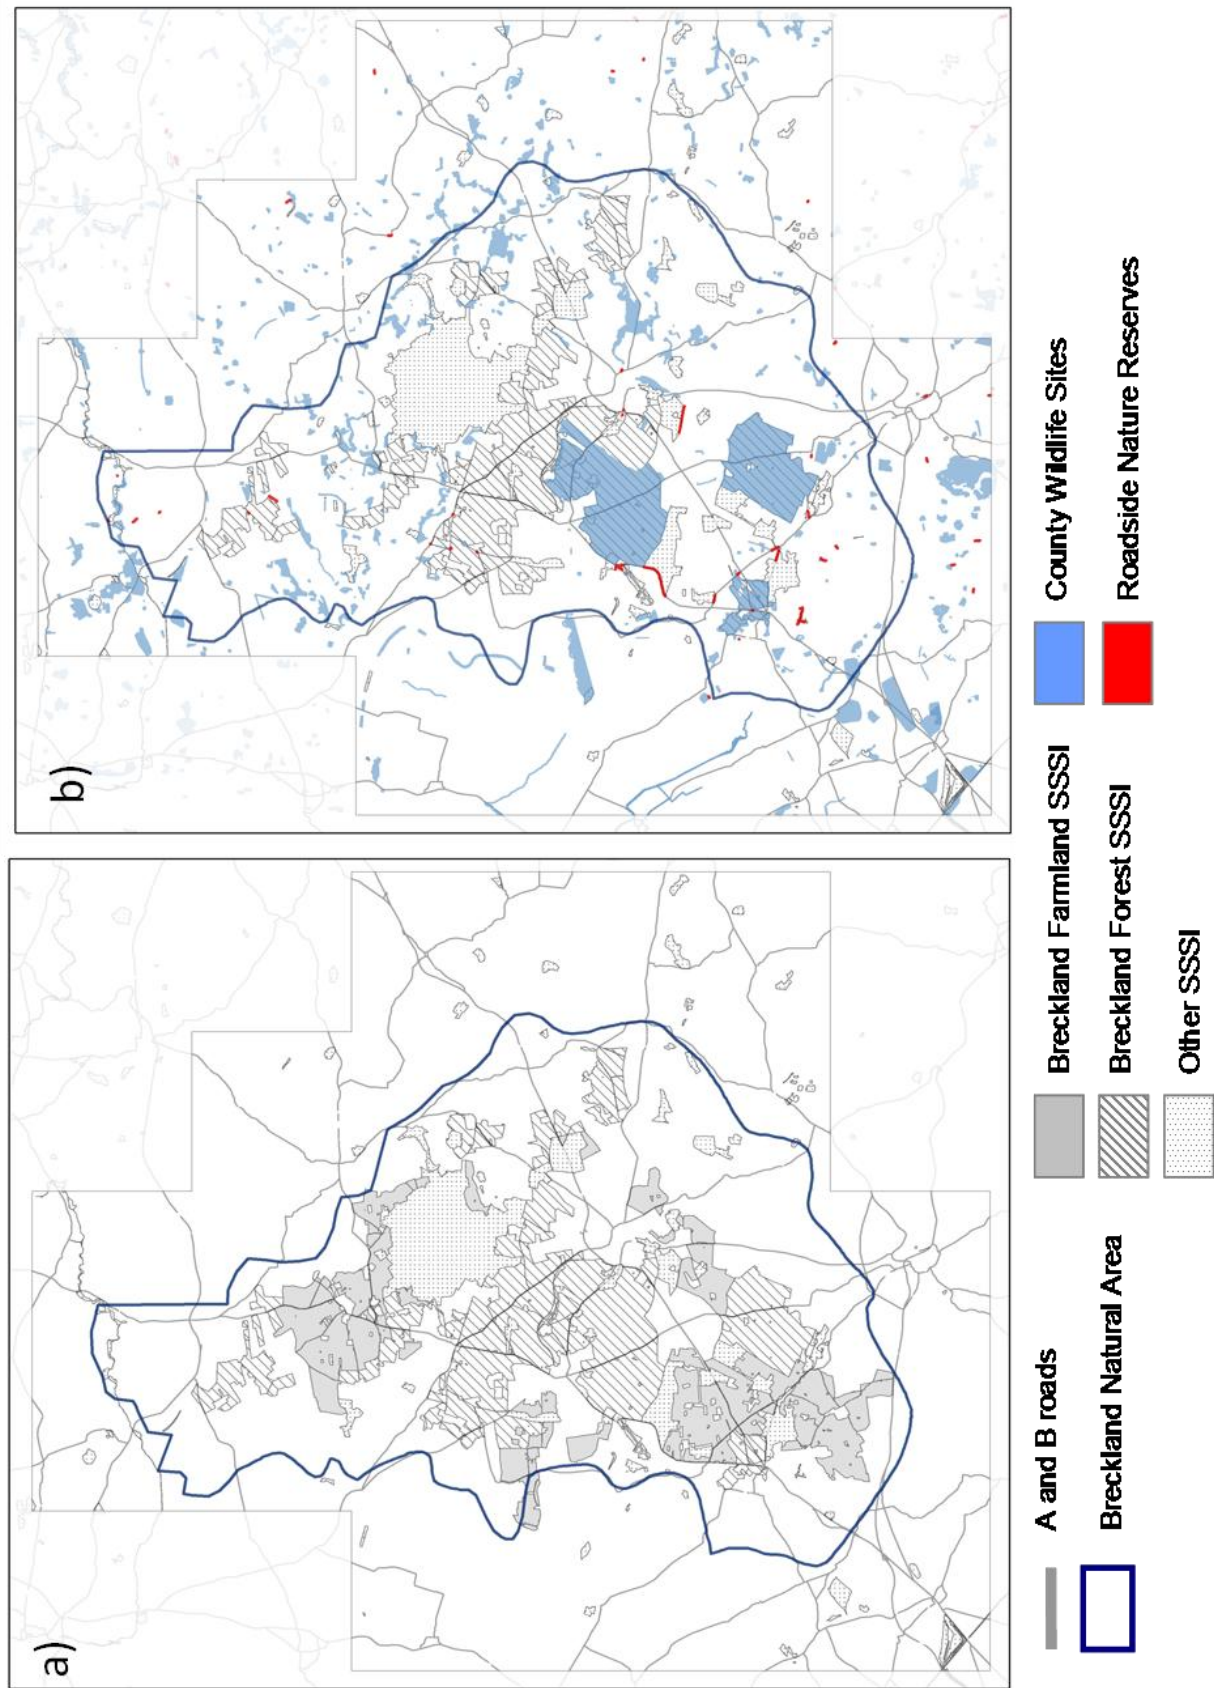 a)
b)
A and B roads
Breckland Natural Area
Breckland Farmland SSSI
Breckland Forest SSSI
Other SSSI
County Wildlife Sites
Roadside Nature Reserves